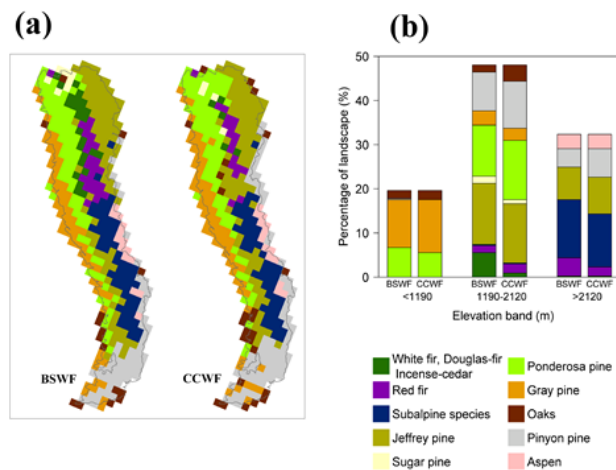 (a)
(b)
BSWF
CCWF
Percentage of landscape (%)
50
40
30
20
10
0
BSWF CCWF
BSWF CCWF
BSWF CCWF
<1190
1190-2120
>2120
Elevation band (m)
White fir, Douglas-fir
Incense-cedar
Red fir
Subalpine species
Jeffrey pine
Sugar pine
Ponderosa pine
Gray pine
Oaks
Pinyon pine
Aspen